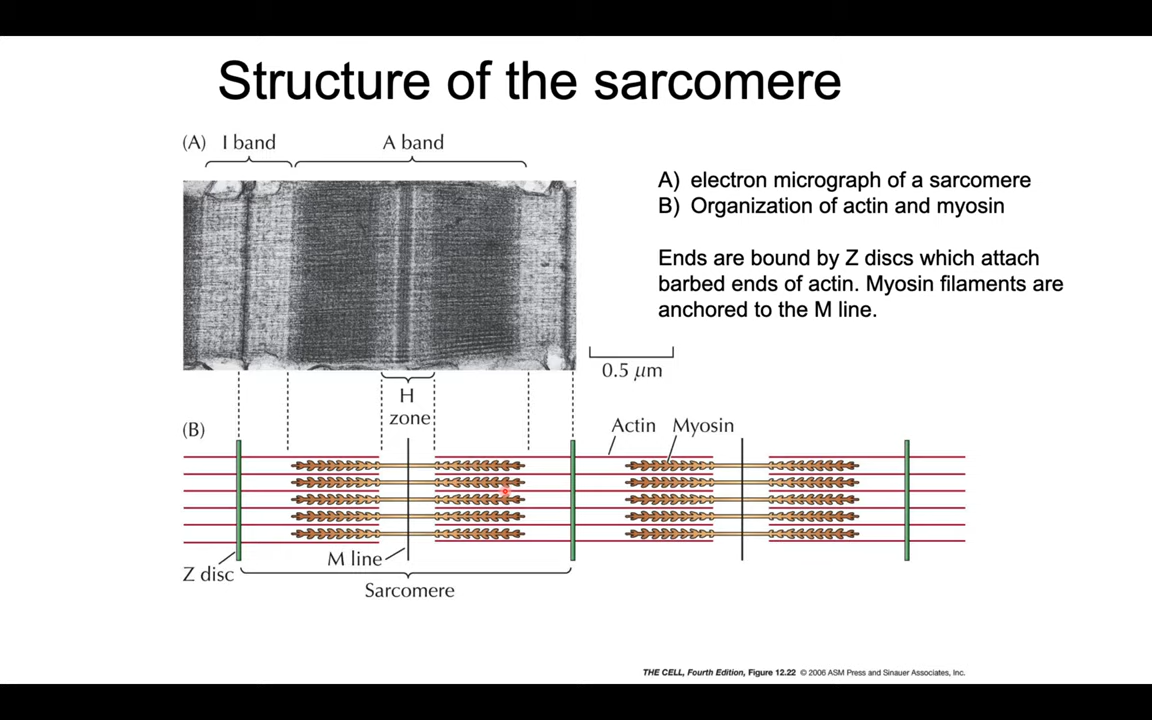 Structure of the sarcomere
(A) I band A band
A) electron micrograph of a sarcomere
B) Organization of actin and myosin
Ends are bound by Z discs which attach
barbed ends of actin. Myosin filaments are
anchored to the M line.
0.5 μm
H
zone
(B)
Actin Myosin
M line
Z disc
Sarcomere
THE CELL, Fourth Edition, Figure 12.22 © 2006 ASM Press and Sinauer Associates, Inc.